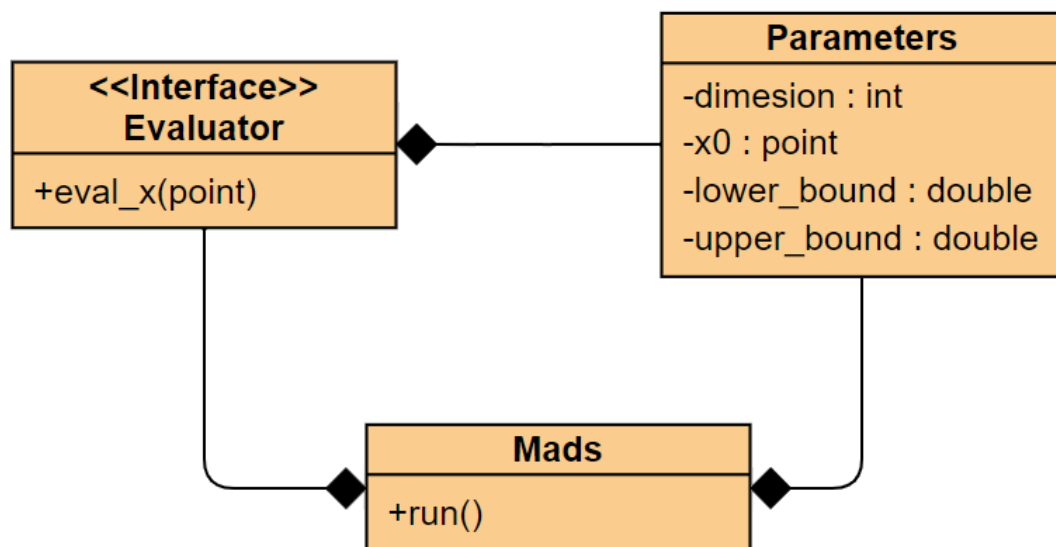 <<Interface>>
Evaluator
+eval_x(point)
Parameters
-dimesion : int
-x0 : point
-lower_bound : double
-upper_bound : double
Mads
+run()